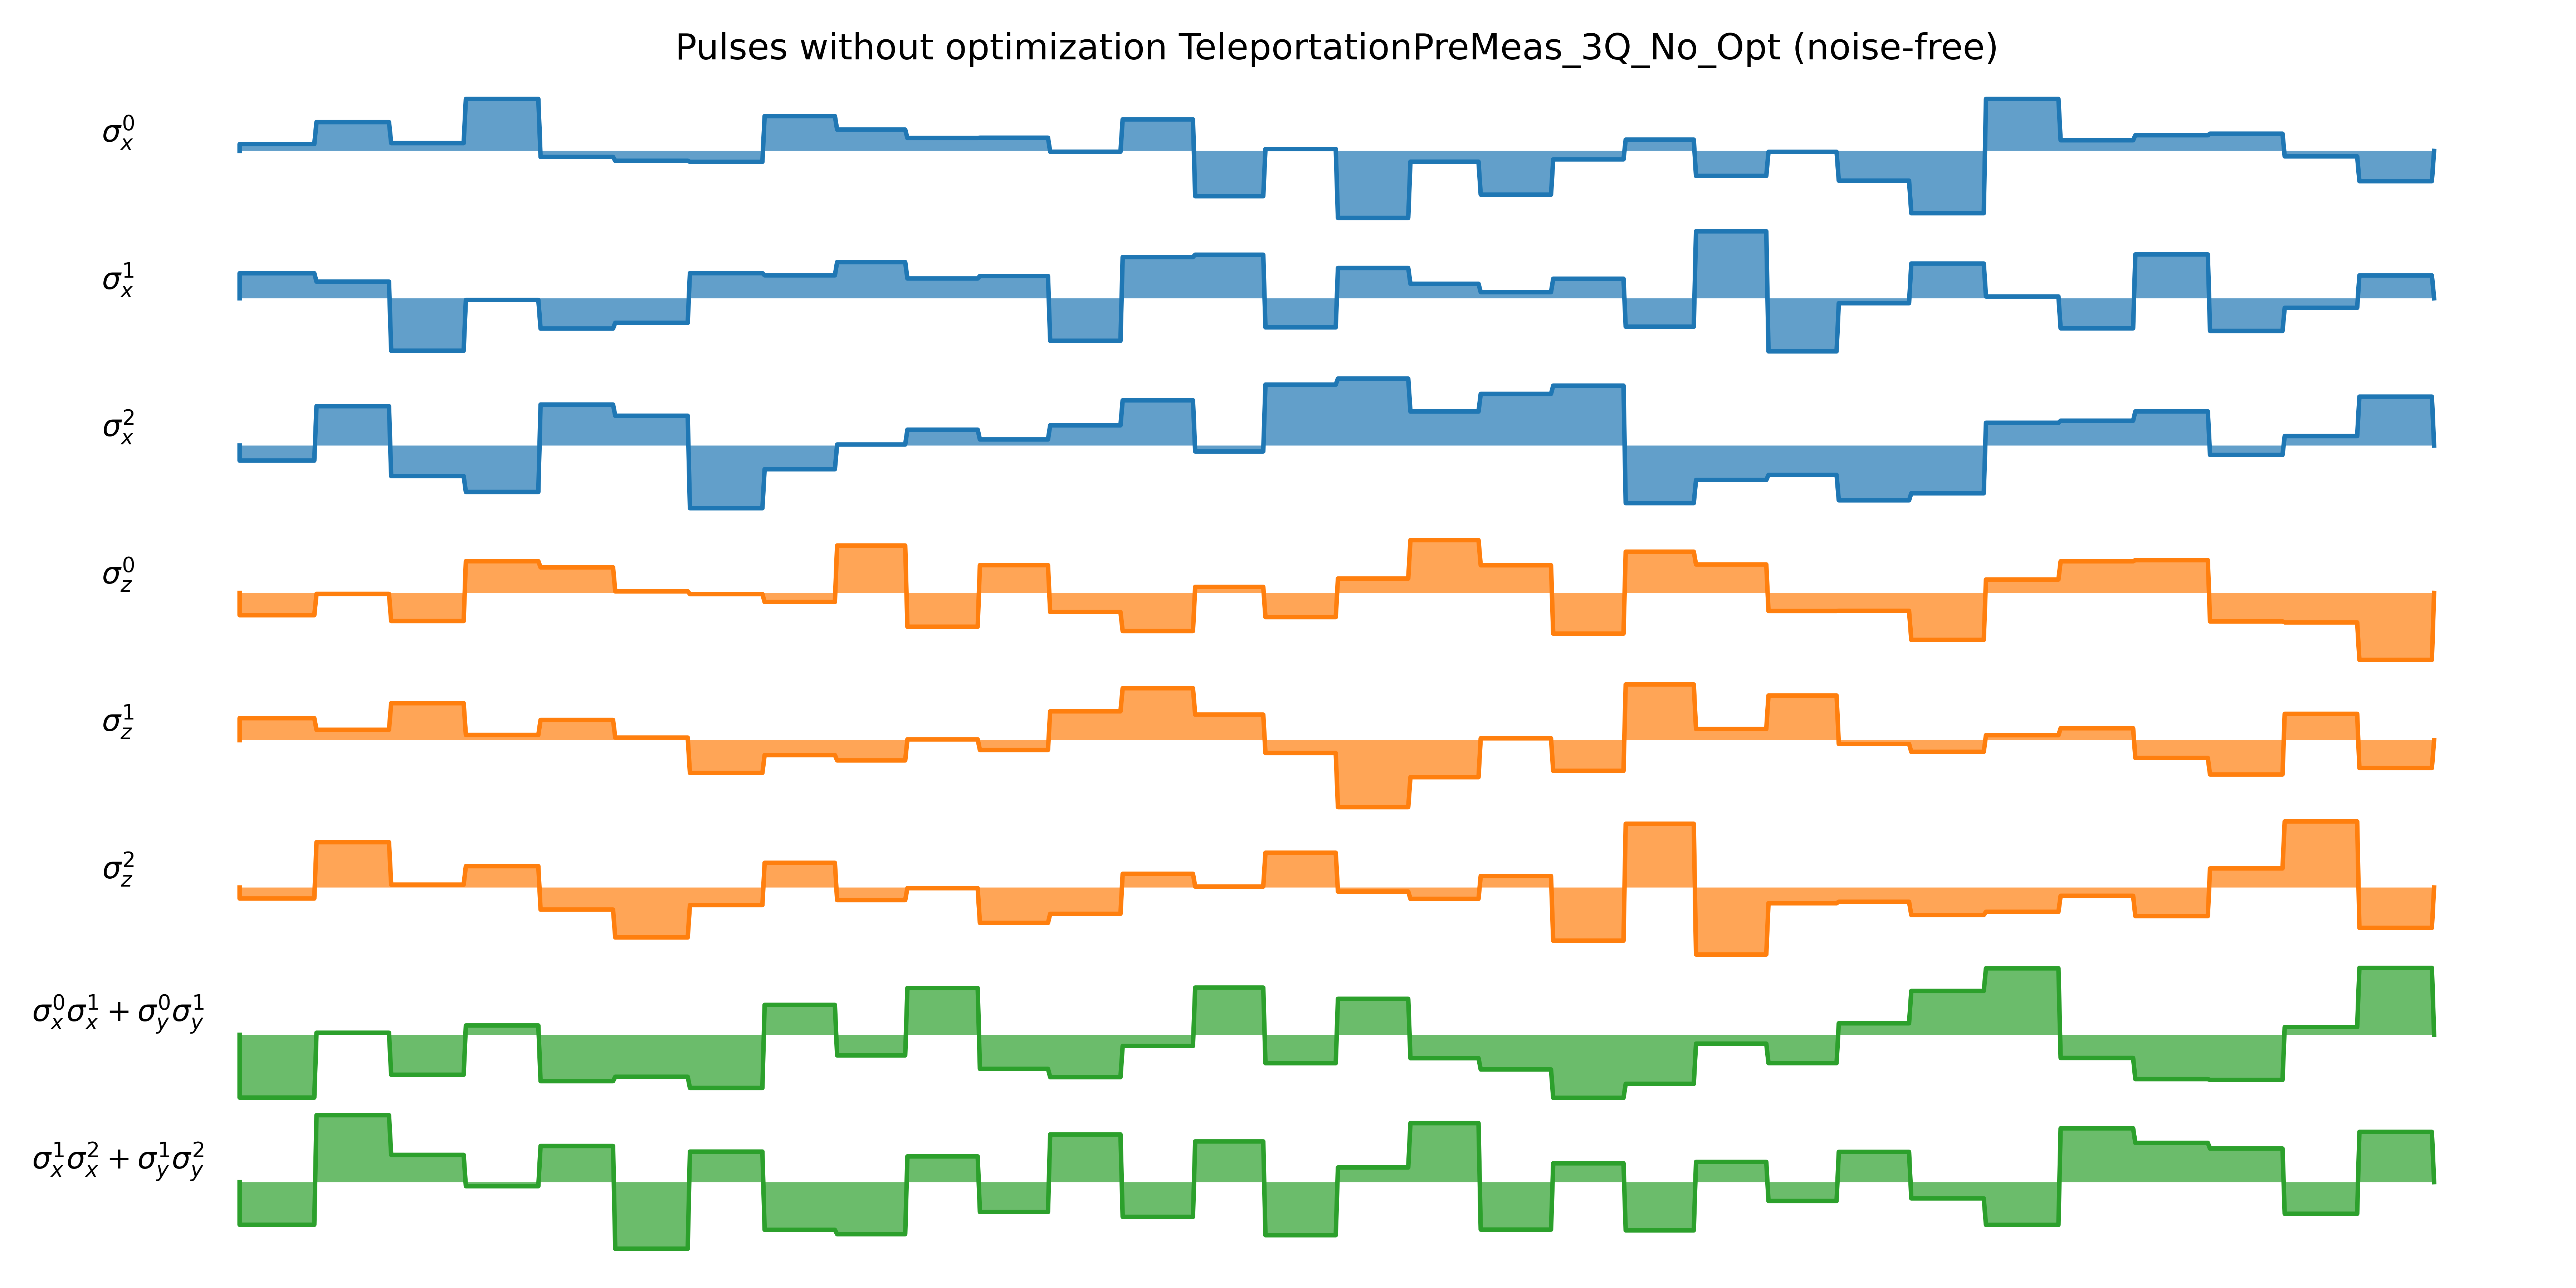 Pulses without optimization TeleportationPreMeas_3Q_No_Opt (noise-free)
σ_x^0
σ_x^1
σ_x^2
σ_z^0
σ_z^1
σ_z^2
σ_x^0σ_x^1 + σ_y^0σ_y^1
σ_x^1σ_x^2 + σ_y^1σ_y^2